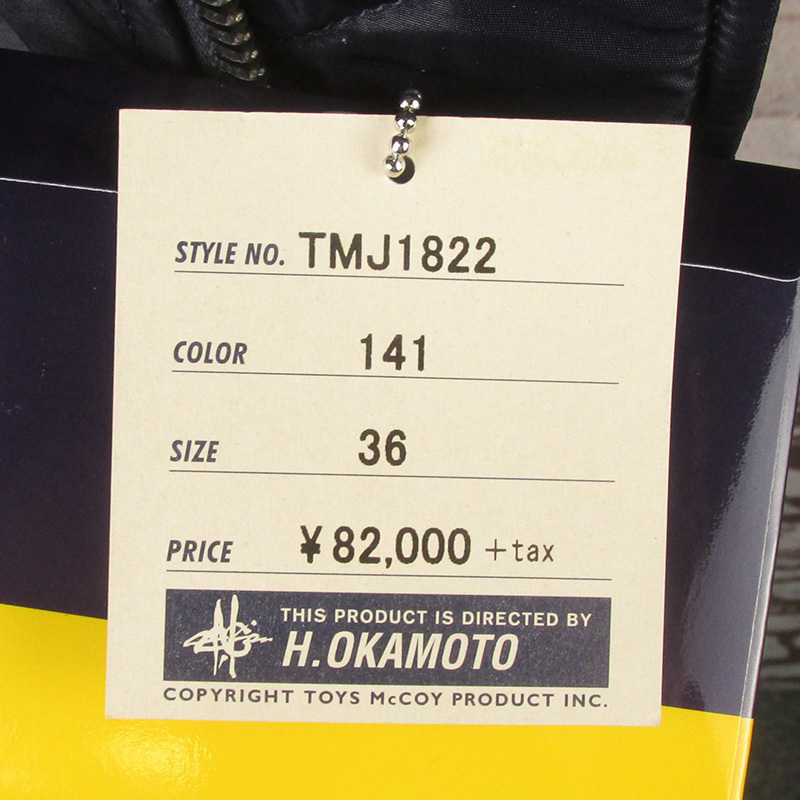 STYLE NO. TMJ1822
COLOR 141
SIZE 36
PRICE ¥82,000 +tax
THIS PRODUCT IS DIRECTED BY
H.OKAMOTO
COPYRIGHT TOYS McCOY PRODUCT INC.